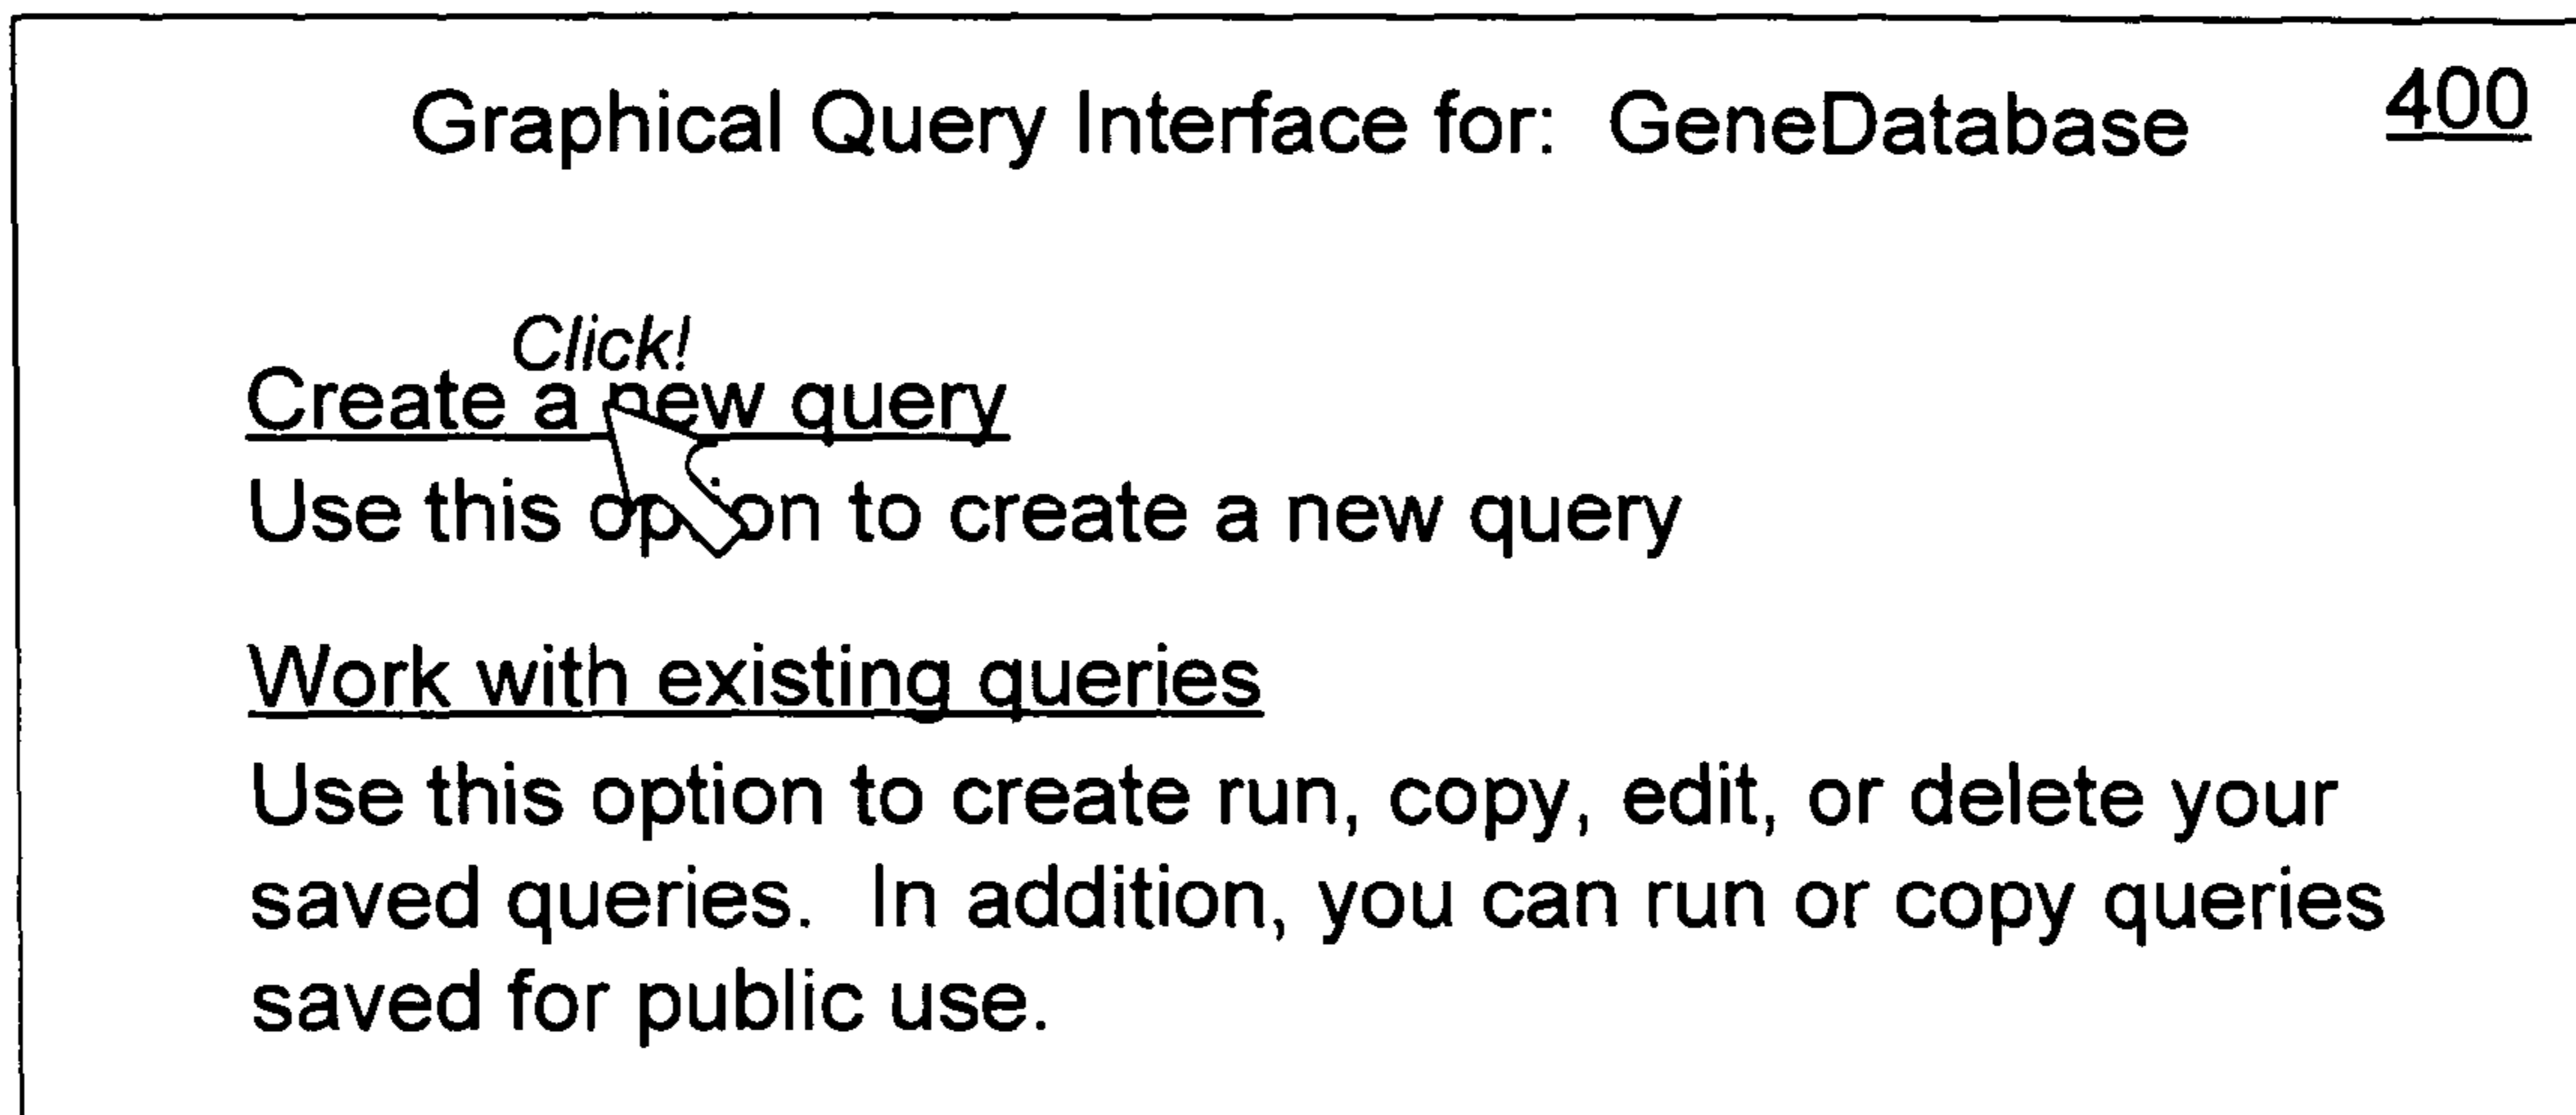 Graphical Query Interface for: GeneDatabase 400
Click!
Create a new query
Use this option to create a new query
Work with existing queries
Use this option to create run, copy, edit, or delete your
saved queries. In addition, you can run or copy queries
saved for public use.